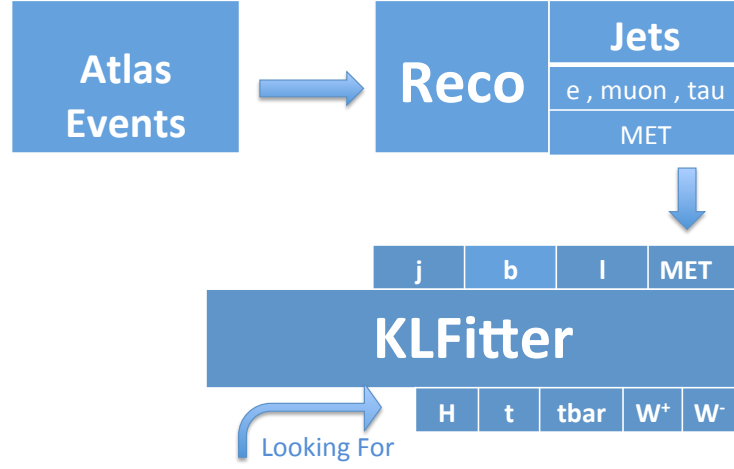 Atlas
Events
Reco
Jets
e , muon , tau
MET
j b l MET
KLFitter
H t tbar W⁺ W⁻
Looking For